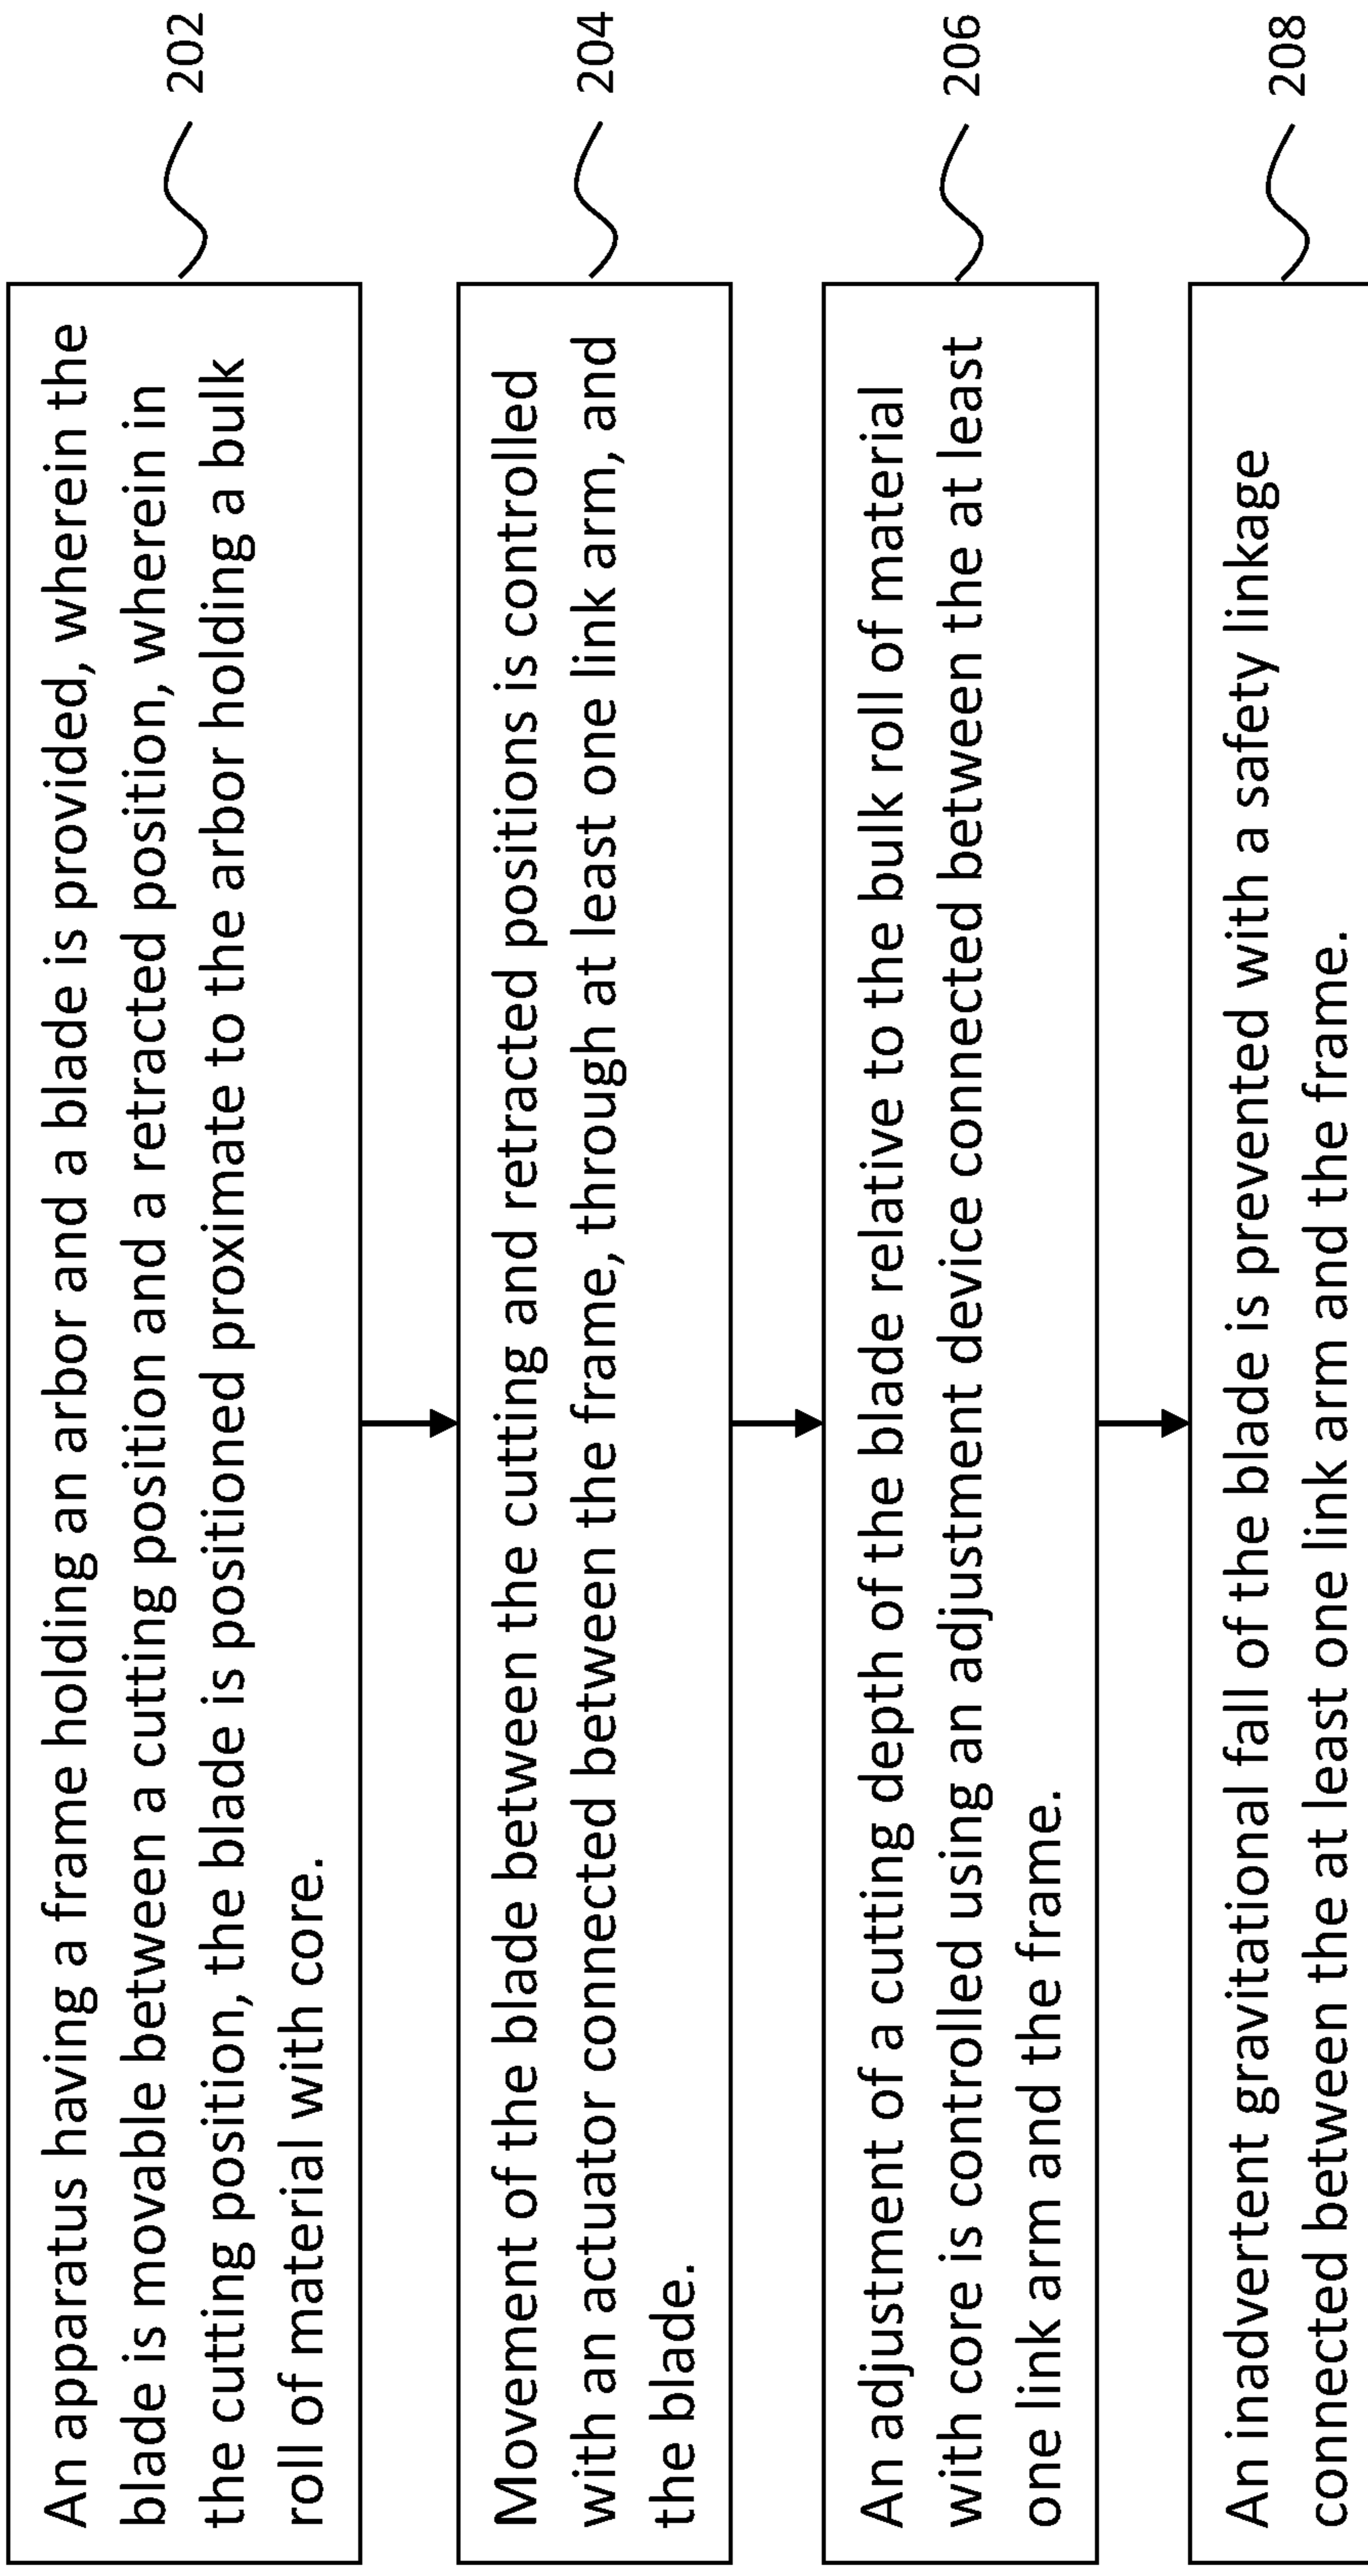 An apparatus having a frame holding an arbor and a blade is provided, wherein the
blade is movable between a cutting position and a retracted position, wherein in
the cutting position, the blade is positioned proximate to the arbor holding a bulk
roll of material with core.
202
Movement of the blade between the cutting and retracted positions is controlled
with an actuator connected between the frame, through at least one link arm, and
the blade.
204
An adjustment of a cutting depth of the blade relative to the bulk roll of material
with core is controlled using an adjustment device connected between the at least
one link arm and the frame.
206
An inadvertent gravitational fall of the blade is prevented with a safety linkage
connected between the at least one link arm and the frame.
208